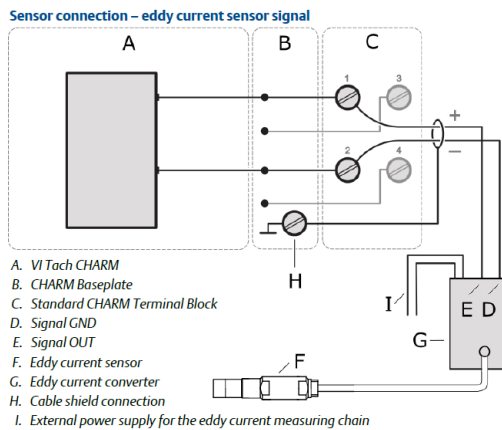 Sensor connection – eddy current sensor signal
A
B
C
1
3
+
2
4
–
H
I
E D
G
F
A. VI Tach CHARM
B. CHARM Baseplate
C. Standard CHARM Terminal Block
D. Signal GND
E. Signal OUT
F. Eddy current sensor
G. Eddy current converter
H. Cable shield connection
I. External power supply for the eddy current measuring chain